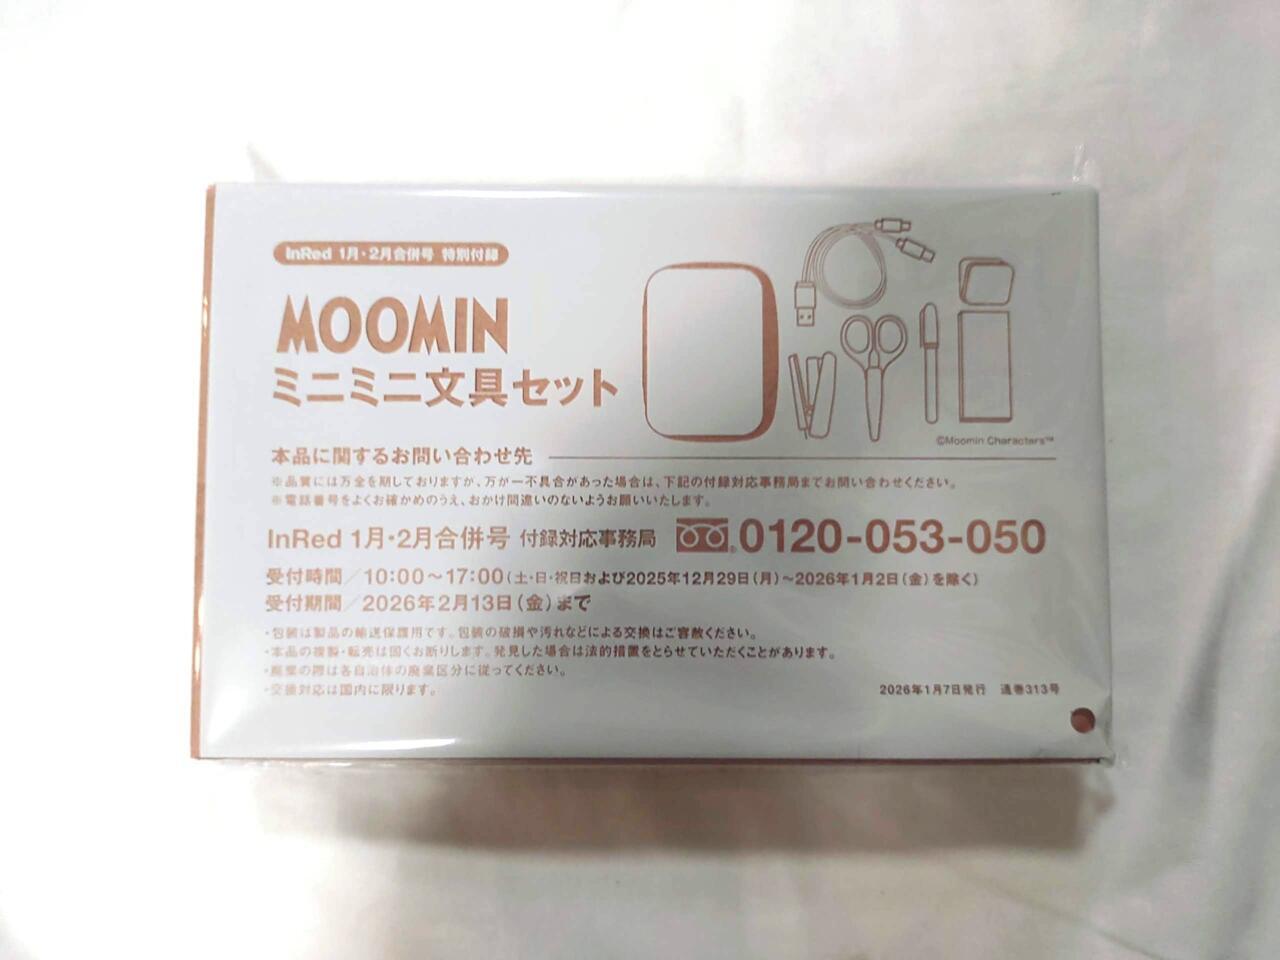 InRed 1月・2月合併号 特別付録
MOOMIN
ミニミニ文具セット
©Moomin Characters™
本品に関するお問い合わせ先
※品質には万全を期しておりますが、万が一不具合があった場合は、下記の付録対応事務局までお問い合わせください。
※電話番号をよくお確かめのうえ、おかけ間違いのないようお願いいたします。
InRed 1月・2月合併号 付録対応事務局 0120-053-050
受付時間／10:00～17:00（土・日・祝日および2025年12月29日（月）～2026年1月2日（金）を除く）
受付期間／2026年2月13日（金）まで
・包装は製品の輸送保護用です。包装の破損や汚れなどによる交換はご容赦ください。
・本品の複製・転売は固くお断りします。発見した場合は法的措置をとらせていただくことがあります。
・廃棄の際は各自治体の廃棄区分に従ってください。
・交換対応は国内に限ります。
2026年1月7日発行 通巻313号